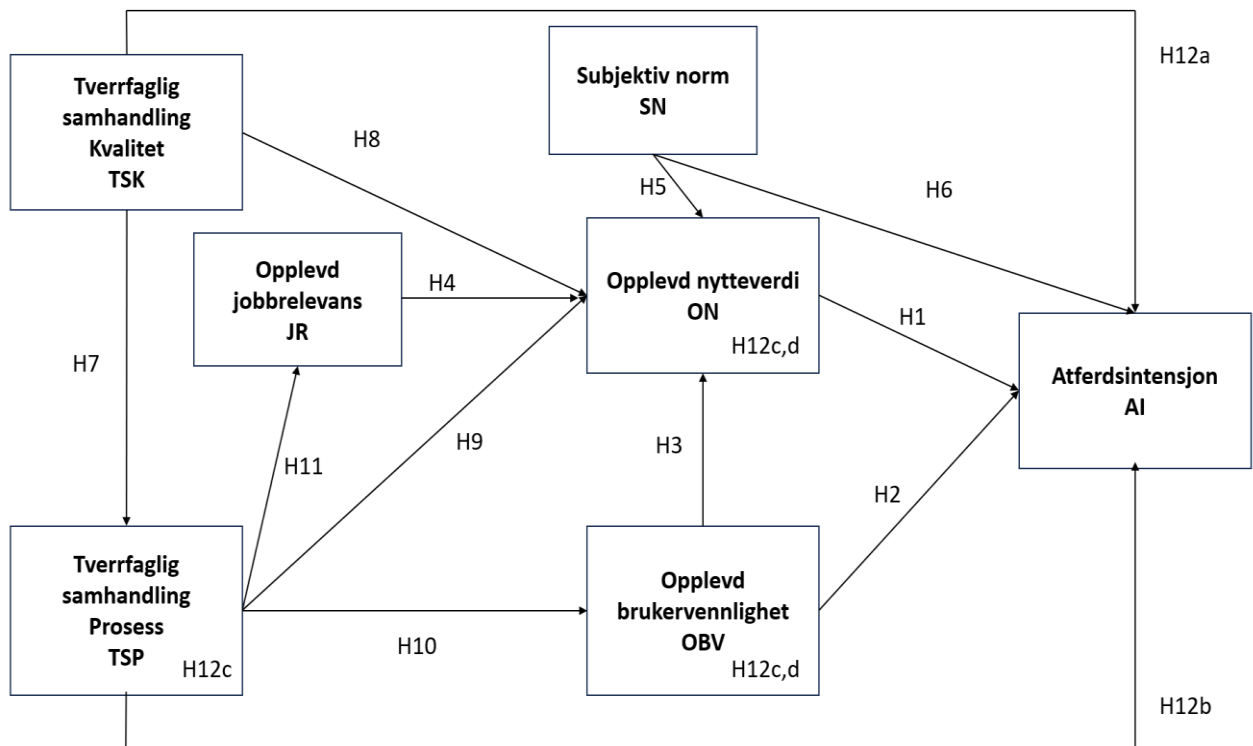 H12a
Tverrfaglig
samhandling
Kvalitet
TSK
Subjektiv norm
SN
H8
H5
H6
Opplevd
jobbrelevans
JR
H4
Opplevd nytteverdi
ON
H12c,d
H1
Atferdsintensjon
AI
H7
H11
H9
H3
H2
Tverrfaglig
samhandling
Prosess
TSP
H12c
H10
Opplevd
brukervennlighet
OBV
H12c,d
H12b